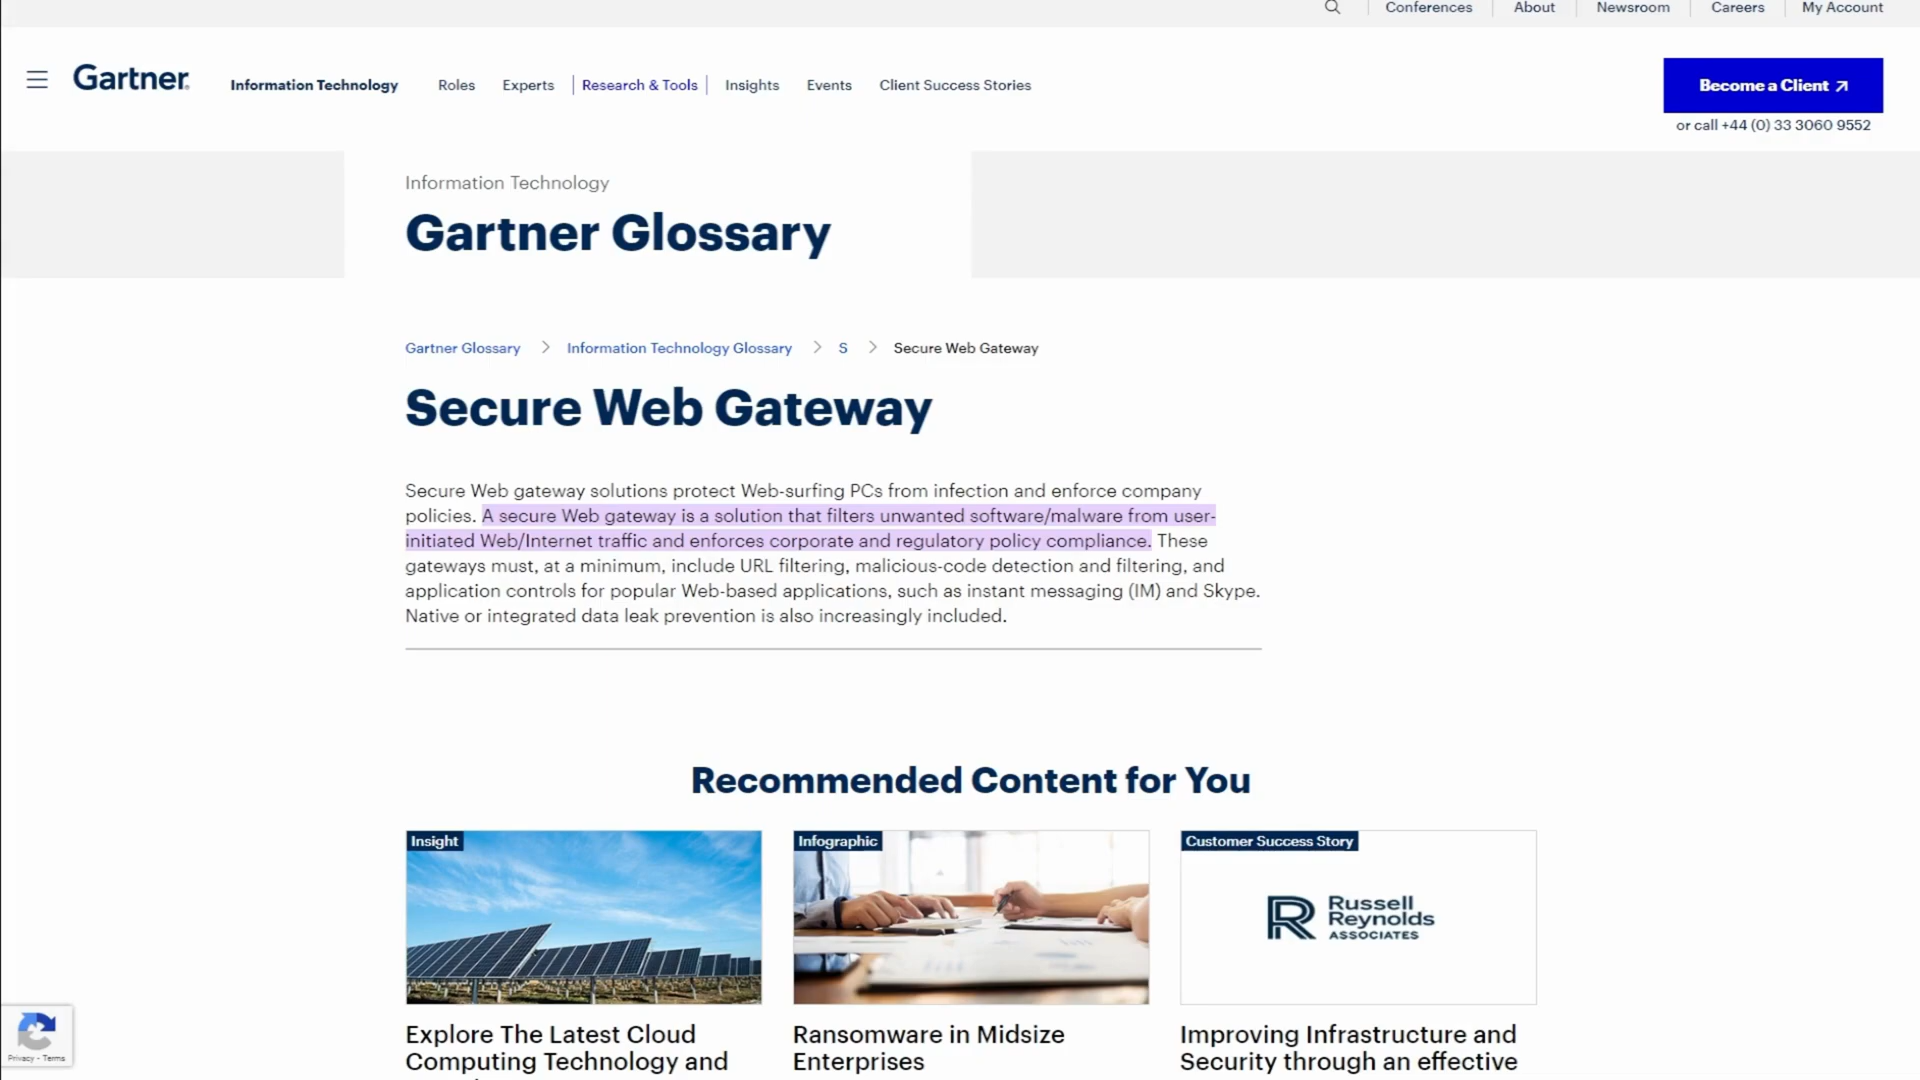 Conferences
About
Newsroom
Careers
My Account
Gartner
Information Technology
Roles
Experts
Research & Tools
Insights
Events
Client Success Stories
Become a Client
or call +44 (0) 33 3060 9552
Information Technology
Gartner Glossary
Gartner Glossary > Information Technology Glossary > S > Secure Web Gateway
Secure Web Gateway
Secure Web gateway solutions protect Web-surfing PCs from infection and enforce company
policies. A secure Web gateway is a solution that filters unwanted software/malware from user-
initiated Web/Internet traffic and enforces corporate and regulatory policy compliance. These
gateways must, at a minimum, include URL filtering, malicious-code detection and filtering, and
application controls for popular Web-based applications, such as instant messaging (IM) and Skype.
Native or integrated data leak prevention is also increasingly included.
Recommended Content for You
Insight
Explore The Latest Cloud
Computing Technology and
Infographic
Ransomware in Midsize
Enterprises
Customer Success Story
R Russell
Reynolds
ASSOCIATES
Improving Infrastructure and
Security through an effective
Privacy - Terms